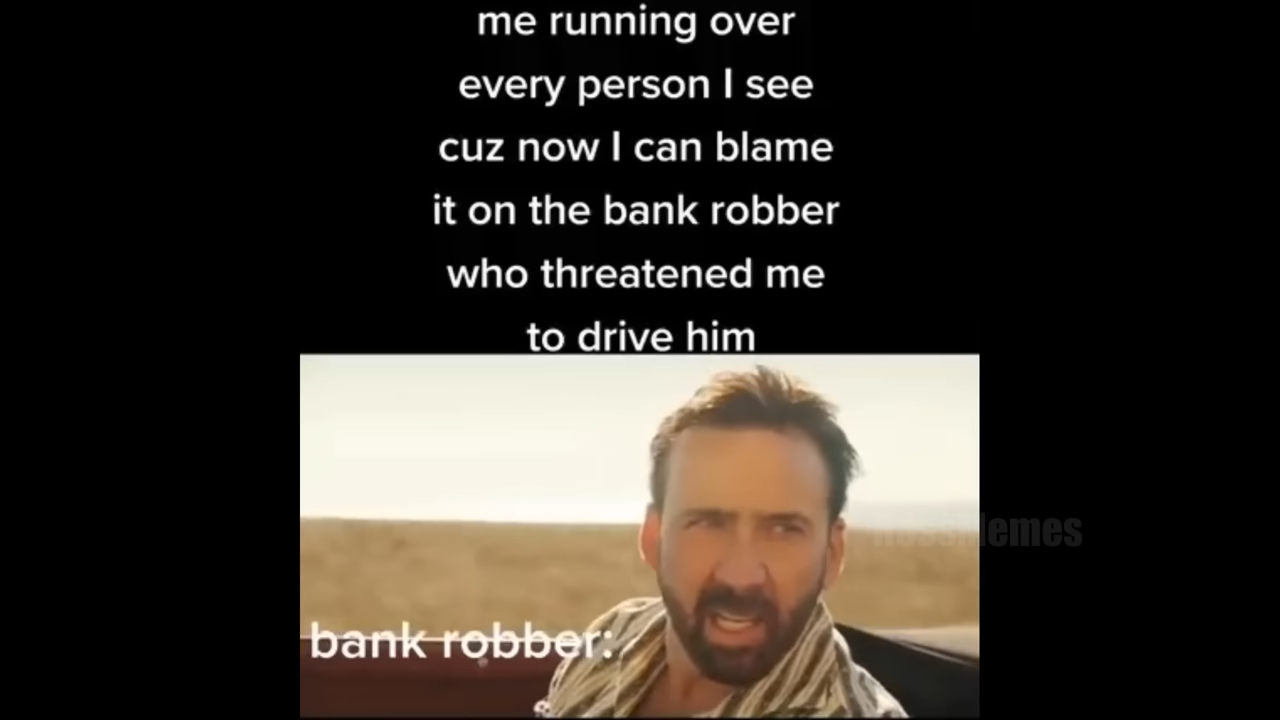 me running over
every person I see
cuz now I can blame
it on the bank robber
who threatened me
to drive him
bank robber: